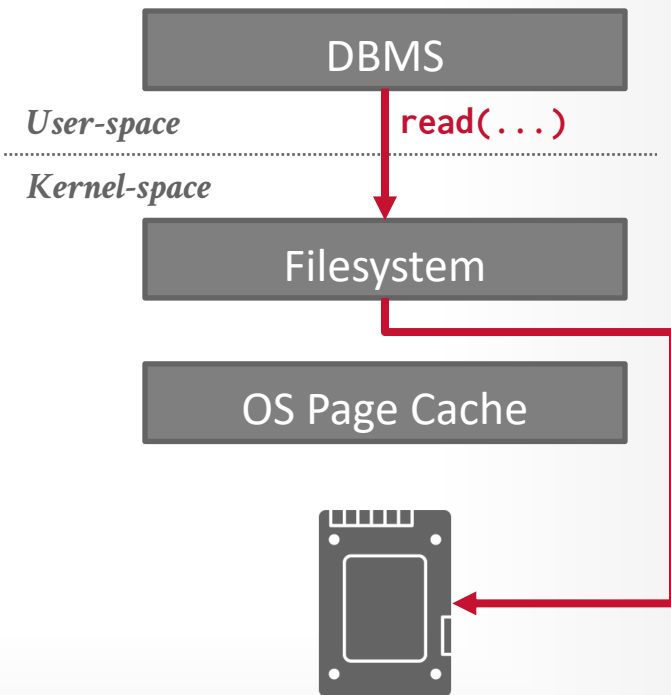 DBMS
User-space
read(...)
Kernel-space
Filesystem
OS Page Cache